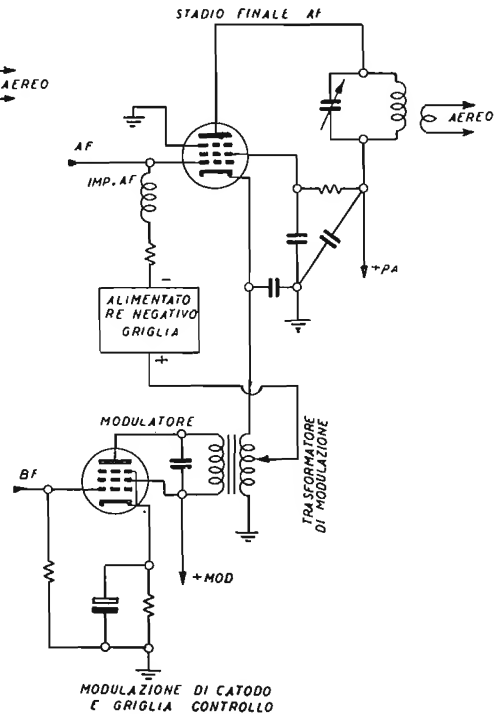 STADIO FINALE AF
AEREO
AEREO
AF
IMP. AF
+PA
-
ALIMENTATO
RE NEGATIVO
GRIGLIA
+
MODULATORE
TRASFORMATORE
DI MODULAZIONE
BF
+MOD
MODULAZIONE DI CATODO
E GRIGLIA CONTROLLO